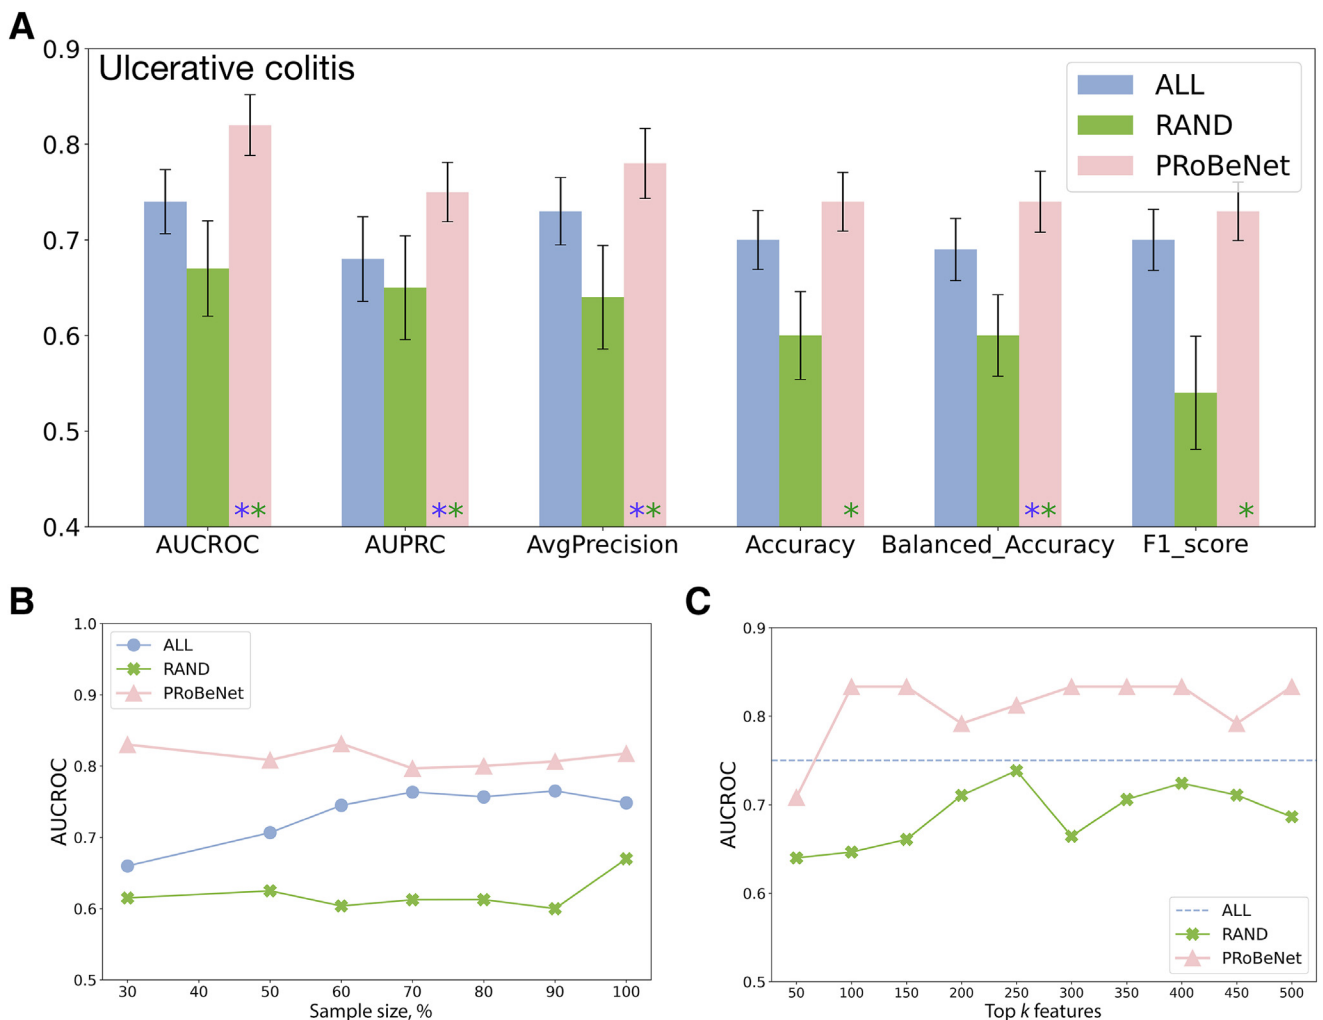 A
Ulcerative colitis
ALL
RAND
PRoBeNet
0.9
0.8
0.7
0.6
0.5
0.4
**
**
**
*
**
*
AUCROC
AUPRC
AvgPrecision
Accuracy
Balanced_Accuracy
F1_score
B
ALL
RAND
PRoBeNet
AUCROC
1.0
0.9
0.8
0.7
0.6
0.5
30
40
50
60
70
80
90
100
Sample size, %
C
AUCROC
0.9
0.8
0.7
0.6
0.5
ALL
RAND
PRoBeNet
50
100
150
200
250
300
350
400
450
500
Top k features